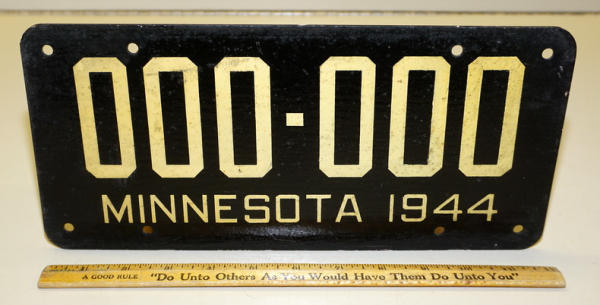 000-000
MINNESOTA 1944
A GOOD RULE "Do Unto Others As You Would Have Them Do Unto You"